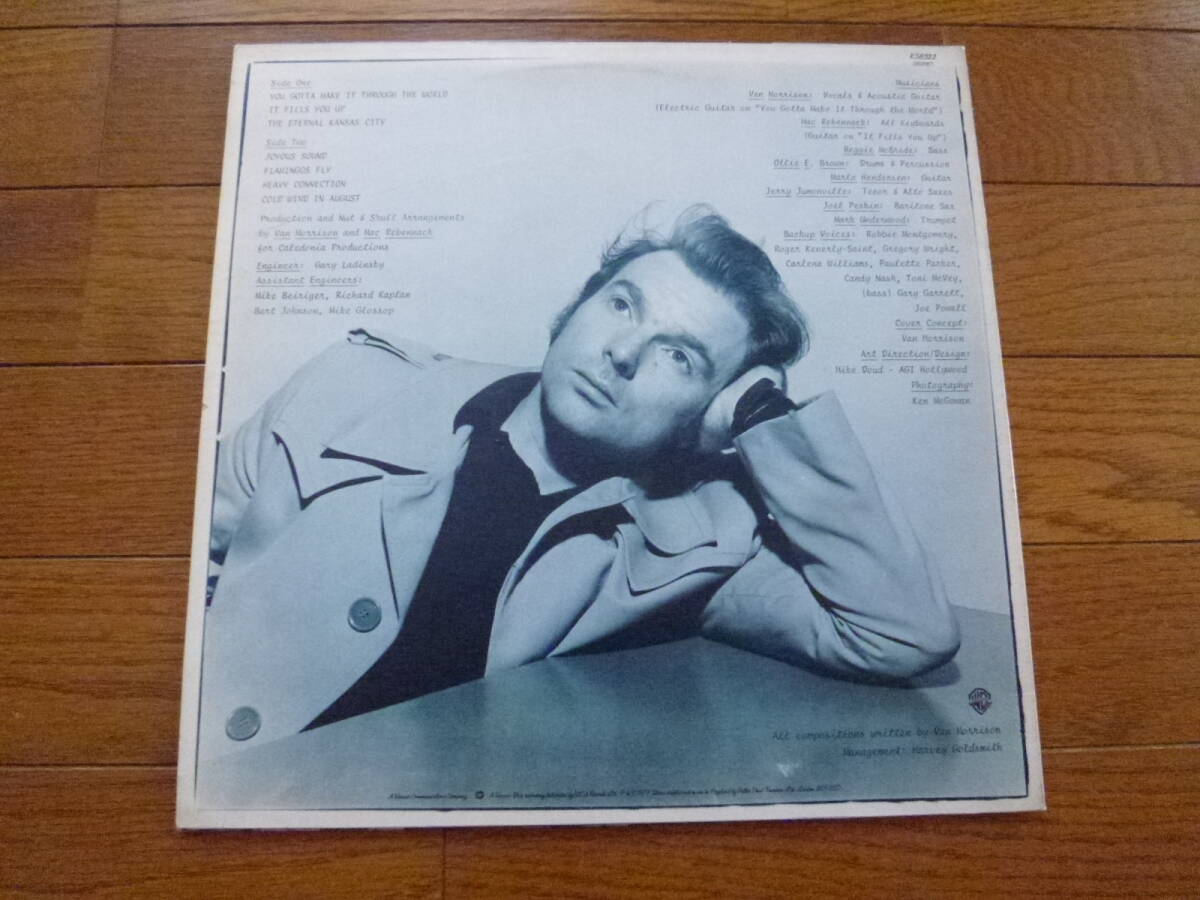 Side One
YOU GOTTA MAKE IT THROUGH THE WORLD
IT FILLS YOU UP
THE ETERNAL KANSAS CITY
Side Two
JOYOUS SOUND
FLAMINGOS FLY
HEAVY CONNECTION
COLD WIND IN AUGUST
Production and Nut & Shull Arrangements
by Van Morrison and Mac Rebennack
for Caledonia Productions
Engineer: Gary Ladinsky
Assistant Engineers:
Mike Beiriger, Richard Kaplan
Bart Johnson, Mike Glossop
K56322
Musicians
Van Morrison: Vocals & Acoustic Guitar
(Electric Guitar on "You Gotta Make It Through the World")
Mac Rebennack: All Keyboards
(Guitar on "It Fills You Up")
Reggie McBride: Bass
Ollie E. Brown: Drums & Percussion
Marlo Henderson: Guitar
Jerry Jumonville: Tenor & Alto Saxes
Joel Peskin: Baritone Sax
Mark Underwood: Trumpet
Backup Voices: Robbie Montgomery,
Roger Kenerly-Saint, Gregory Wright,
Carlena Williams, Paulette Parker,
Candy Nash, Toni McVey,
(bass) Gary Garrett,
Joe Powell
Cover Concept:
Van Morrison
Art Direction/Design:
Mike Doud - AGI Hollywood
Photography:
Ken McGowan
All compositions written by Van Morrison
Management: Harvey Goldsmith